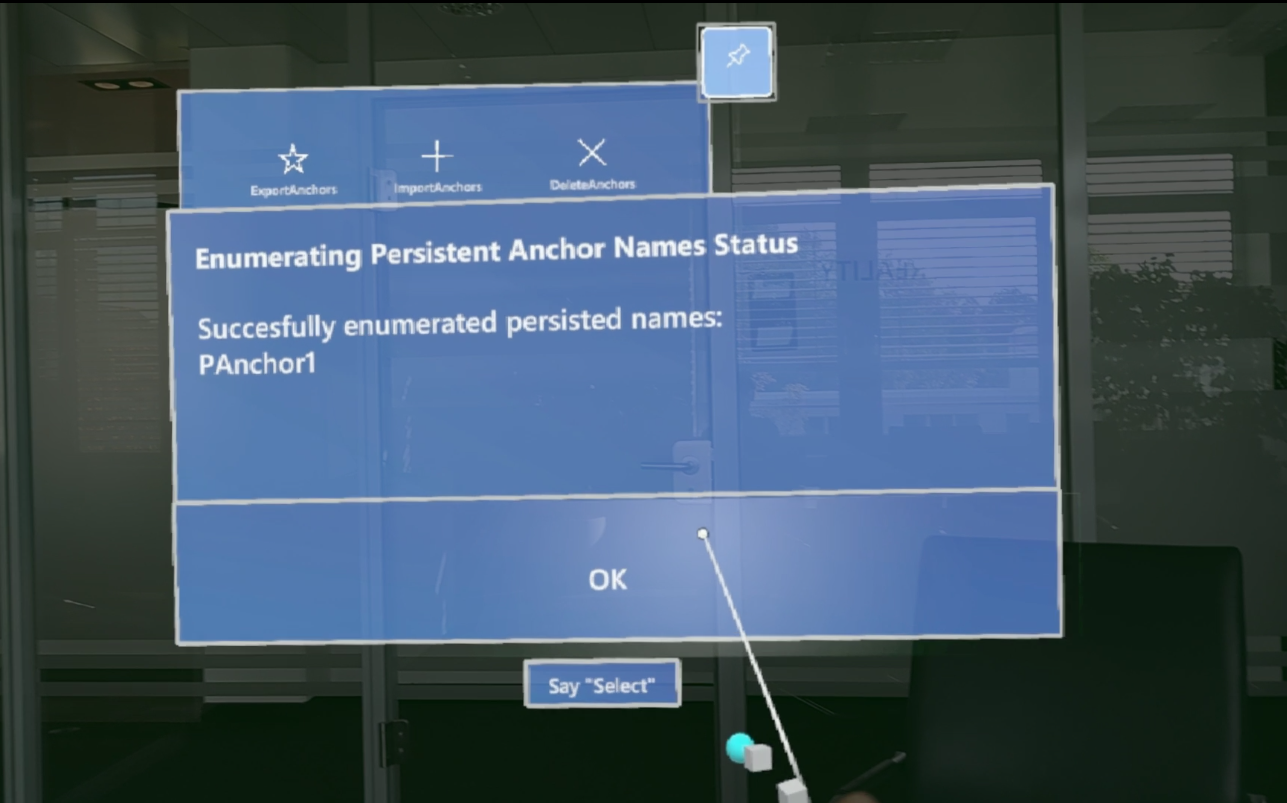 ExportAnchors
ImportAnchors
DeleteAnchors
Enumerating Persistent Anchor Names Status
Succesfully enumerated persisted names:
PAnchor1
OK
Say "Select"